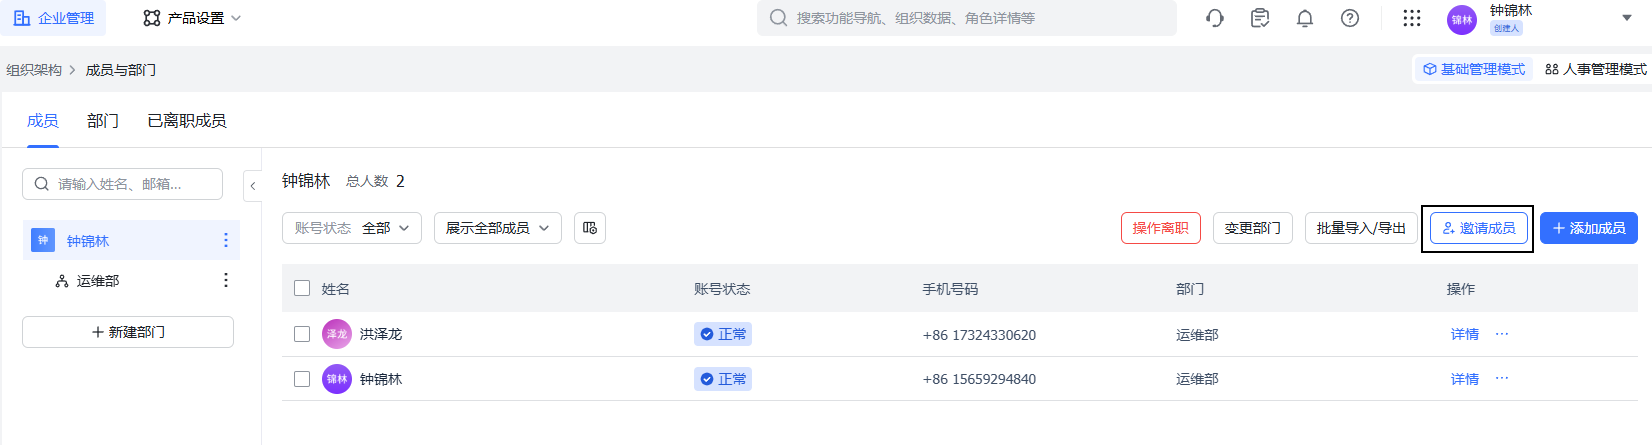 企业管理 产品设置 搜索功能导航、组织数据、角色详情等 锦林 钟锦林
创建人
组织架构 成员与部门 基础管理模式 人事管理模式
成员 部门 已离职成员
请输入姓名、邮箱... 钟锦林 总人数 2
账号状态 全部 展示全部成员 操作离职 变更部门 批量导入/导出 邀请成员 添加成员
钟 钟锦林
运维部
新建部门
姓名 账号状态 手机号码 部门 操作
泽龙 洪泽龙 正常 +86 17324330620 运维部 详情 ···
锦林 钟锦林 正常 +86 15659294840 运维部 详情 ···